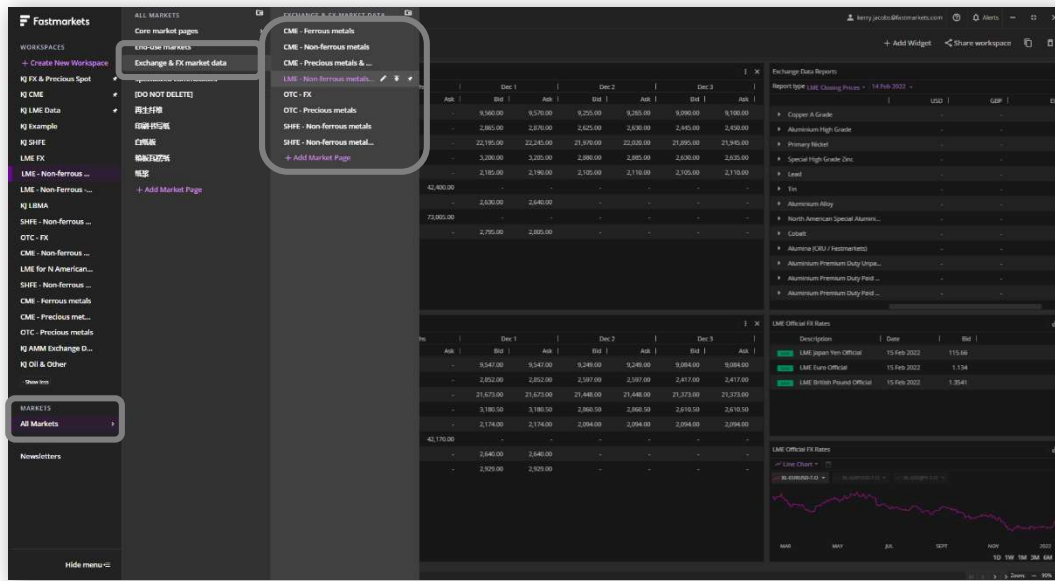 Fastmarkets
WORKSPACES
+ Create New Workspace
KJ FX & Precious Spot
KJ CME
KJ LME Data
KJ Example
KJ SHFE
LME FX
LME - Non-ferrous ...
LME - Non-Ferrous -...
KJ LBMA
SHFE - Non-ferrous ...
OTC - FX
CME - Non-ferrous ...
LME for N American...
SHFE - Non-ferrous ...
CME - Ferrous metals
CME - Precious met...
OTC - Precious metals
KJ AMM Exchange D...
KJ Oil & Other
- Show less
MARKETS
All Markets
Newsletters
Hide menu
ALL MARKETS
Core market pages
End-use markets
Exchange & FX market data
[DO NOT DELETE]
再生纤维
印刷书写纸
白纸板
箱板瓦楞纸
纸浆
+ Add Market Page
EXCHANGE & FX MARKET DATA
CME - Ferrous metals
CME - Non-ferrous metals
CME - Precious metals & ...
LME - Non-ferrous metals...
OTC - FX
OTC - Precious metals
SHFE - Non-ferrous metals
SHFE - Non-ferrous metal...
+ Add Market Page
kerry.jacobs@fastmarkets.com Alerts
+ Add Widget Share workspace
Dec 1 Dec 2 Dec 3
Ask Bid Ask Bid Ask Bid Ask
- 9,560.00 9,570.00 9,255.00 9,265.00 9,090.00 9,100.00
- 2,865.00 2,870.00 2,625.00 2,630.00 2,445.00 2,450.00
- 22,195.00 22,245.00 21,970.00 22,020.00 21,895.00 21,945.00
- 3,200.00 3,205.00 2,880.00 2,885.00 2,630.00 2,635.00
- 2,185.00 2,190.00 2,105.00 2,110.00 2,105.00 2,110.00
42,400.00 - - - - - -
- 2,630.00 2,640.00 - - - -
73,805.00 - - - - - -
- 2,795.00 2,805.00 - - - -
Dec 1 Dec 2 Dec 3
Ask Bid Ask Bid Ask Bid Ask
- 9,547.00 9,547.00 9,249.00 9,249.00 9,084.00 9,084.00
- 2,852.00 2,852.00 2,597.00 2,597.00 2,417.00 2,417.00
- 21,673.00 21,673.00 21,448.00 21,448.00 21,373.00 21,373.00
- 3,180.50 3,180.50 2,860.50 2,860.50 2,610.50 2,610.50
- 2,174.00 2,174.00 2,094.00 2,094.00 2,094.00 2,094.00
42,170.00 - - - - - -
- 2,640.00 2,640.00 - - - -
- 2,929.00 2,929.00 - - - -
Exchange Data Reports
Report type LME Closing Prices 14 Feb 2022
USD GBP
Copper A Grade - -
Aluminium High Grade - -
Primary Nickel - -
Special High Grade Zinc - -
Lead - -
Tin - -
Aluminium Alloy - -
North American Special Alumini... - -
Cobalt - -
Alumina (CRU / Fastmarkets) - -
Aluminium Premium Duty Unpa... - -
Aluminium Premium Duty Paid ... - -
Aluminium Premium Duty Paid ... - -
LME Official FX Rates
Description Date Bid
LME Japan Yen Official 15 Feb 2022 115.66
LME Euro Official 15 Feb 2022 1.134
LME British Pound Official 15 Feb 2022 1.3541
LME Official FX Rates
Line Chart
MAR MAY JUL SEPT NOV 2022
1D 1W 1M 3M 6M
Zoom - 90%